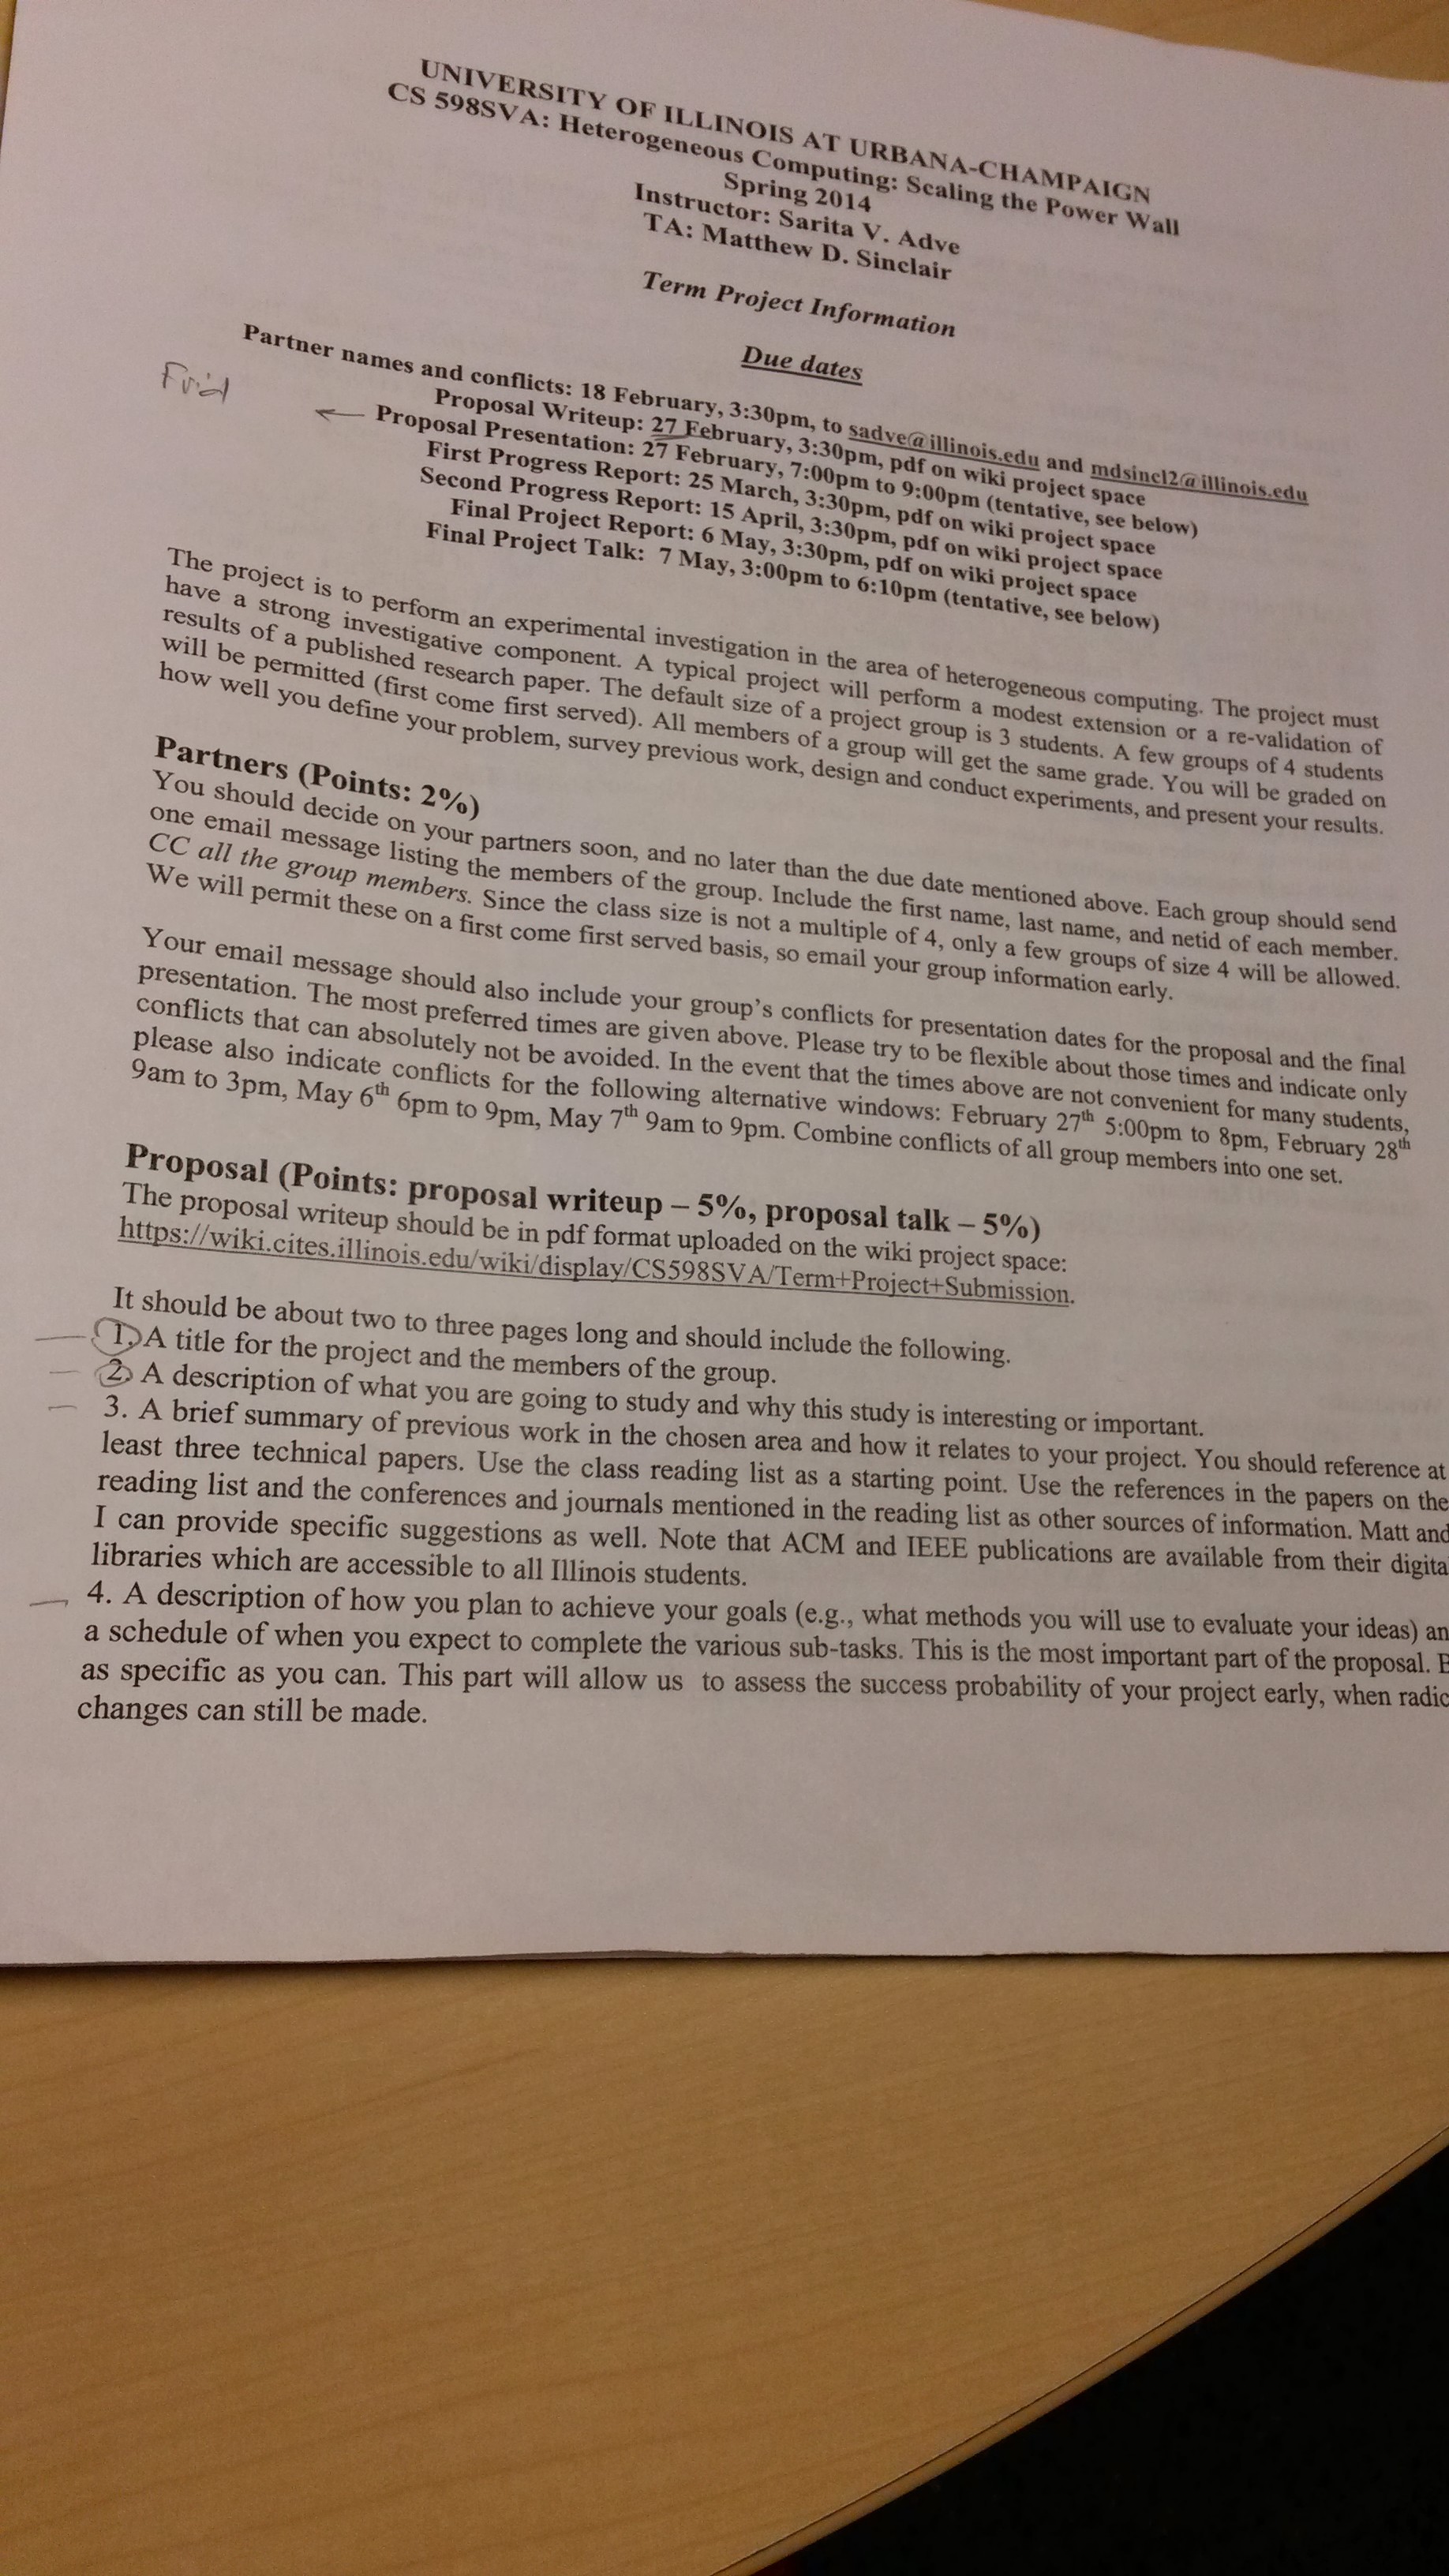 UNIVERSITY OF ILLINOIS AT URBANA-CHAMPAIGN
CS 598SVA: Heterogeneous Computing: Scaling the Power Wall
Spring 2014
Instructor: Sarita V. Adve
TA: Matthew D. Sinclair
Term Project Information
Due dates
Partner names and conflicts: 18 February, 3:30pm, to sadve@illinois.edu and mdsincl2@illinois.edu
Proposal Writeup: 27 February, 3:30pm, pdf on wiki project space
Frid
Proposal Presentation: 27 February, 7:00pm to 9:00pm (tentative, see below)
First Progress Report: 25 March, 3:30pm, pdf on wiki project space
Second Progress Report: 15 April, 3:30pm, pdf on wiki project space
Final Project Report: 6 May, 3:30pm, pdf on wiki project space
Final Project Talk: 7 May, 3:00pm to 6:10pm (tentative, see below)
The project is to perform an experimental investigation in the area of heterogeneous computing. The project must
have a strong investigative component. A typical project will perform a modest extension or a re-validation of
results of a published research paper. The default size of a project group is 3 students. A few groups of 4 students
will be permitted (first come first served). All members of a group will get the same grade. You will be graded on
how well you define your problem, survey previous work, design and conduct experiments, and present your results.
Partners (Points: 2%)
You should decide on your partners soon, and no later than the due date mentioned above. Each group should send
one email message listing the members of the group. Include the first name, last name, and netid of each member.
CC all the group members. Since the class size is not a multiple of 4, only a few groups of size 4 will be allowed.
We will permit these on a first come first served basis, so email your group information early.
Your email message should also include your group's conflicts for presentation dates for the proposal and the final
presentation. The most preferred times are given above. Please try to be flexible about those times and indicate only
conflicts that can absolutely not be avoided. In the event that the times above are not convenient for many students,
please also indicate conflicts for the following alternative windows: February 27th 5:00pm to 8pm, February 28th
9am to 3pm, May 6th 6pm to 9pm, May 7th 9am to 9pm. Combine conflicts of all group members into one set.
Proposal (Points: proposal writeup – 5%, proposal talk – 5%)
The proposal writeup should be in pdf format uploaded on the wiki project space:
https://wiki.cites.illinois.edu/wiki/display/CS598SVA/Term+Project+Submission.
It should be about two to three pages long and should include the following.
1. A title for the project and the members of the group.
2. A description of what you are going to study and why this study is interesting or important.
3. A brief summary of previous work in the chosen area and how it relates to your project. You should reference at
least three technical papers. Use the class reading list as a starting point. Use the references in the papers on the
reading list and the conferences and journals mentioned in the reading list as other sources of information. Matt and
I can provide specific suggestions as well. Note that ACM and IEEE publications are available from their digita
libraries which are accessible to all Illinois students.
4. A description of how you plan to achieve your goals (e.g., what methods you will use to evaluate your ideas) an
a schedule of when you expect to complete the various sub-tasks. This is the most important part of the proposal. B
as specific as you can. This part will allow us to assess the success probability of your project early, when radic
changes can still be made.